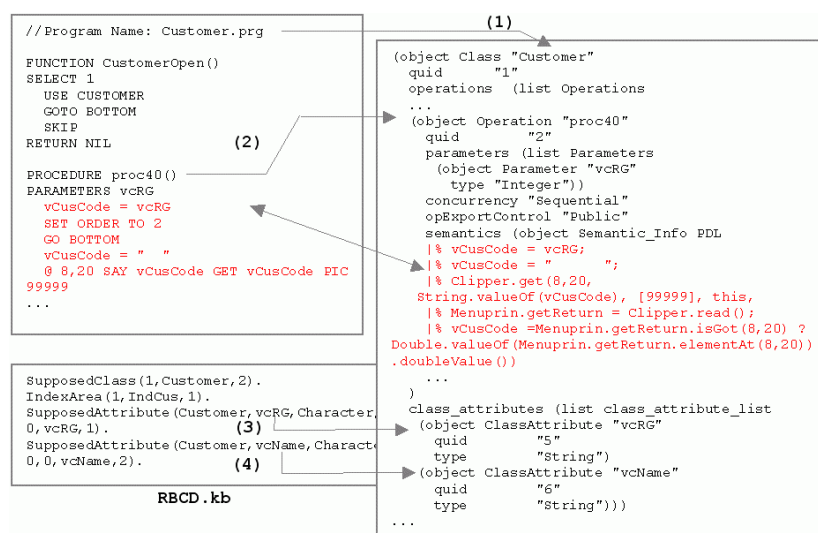 //Program Name: Customer.prg
FUNCTION CustomerOpen()
SELECT 1
USE CUSTOMER
GOTO BOTTOM
SKIP
RETURN NIL
PROCEDURE proc40()
PARAMETERS vcRG
vCusCode = vcRG
SET ORDER TO 2
GO BOTTOM
vCusCode = "  "
@ 8,20 SAY vCusCode GET vCusCode PIC
99999
...
(1)
(2)
(object Class "Customer"
quid "1"
operations (list Operations
...
(object Operation "proc40"
quid "2"
parameters (list Parameters
(object Parameter "vcRG"
type "Integer"))
concurrency "Sequential"
opExportControl "Public"
semantics (object Semantic_Info PDL
|% vCusCode = vcRG;
|% vCusCode = "      ";
|% Clipper.get(8,20,
String.valueOf(vCusCode), [99999], this,
|% Menuprin.getReturn = Clipper.read();
|% vCusCode =Menuprin.getReturn.isGot(8,20) ?
Double.valueOf(Menuprin.getReturn.elementAt(8,20))
.doubleValue())
...
)
class_attributes (list class_attribute_list
(object ClassAttribute "vcRG"
quid "5"
type "String")
(object ClassAttribute "vcName"
quid "6"
type "String")))
...
SupposedClass(1,Customer,2).
IndexArea(1,IndCus,1).
SupposedAttribute(Customer,vcRG,Character,
0,vcRG,1).
(3)
SupposedAttribute(Customer,vcName,Characte
0,0,vcName,2).
(4)
RBCD.kb